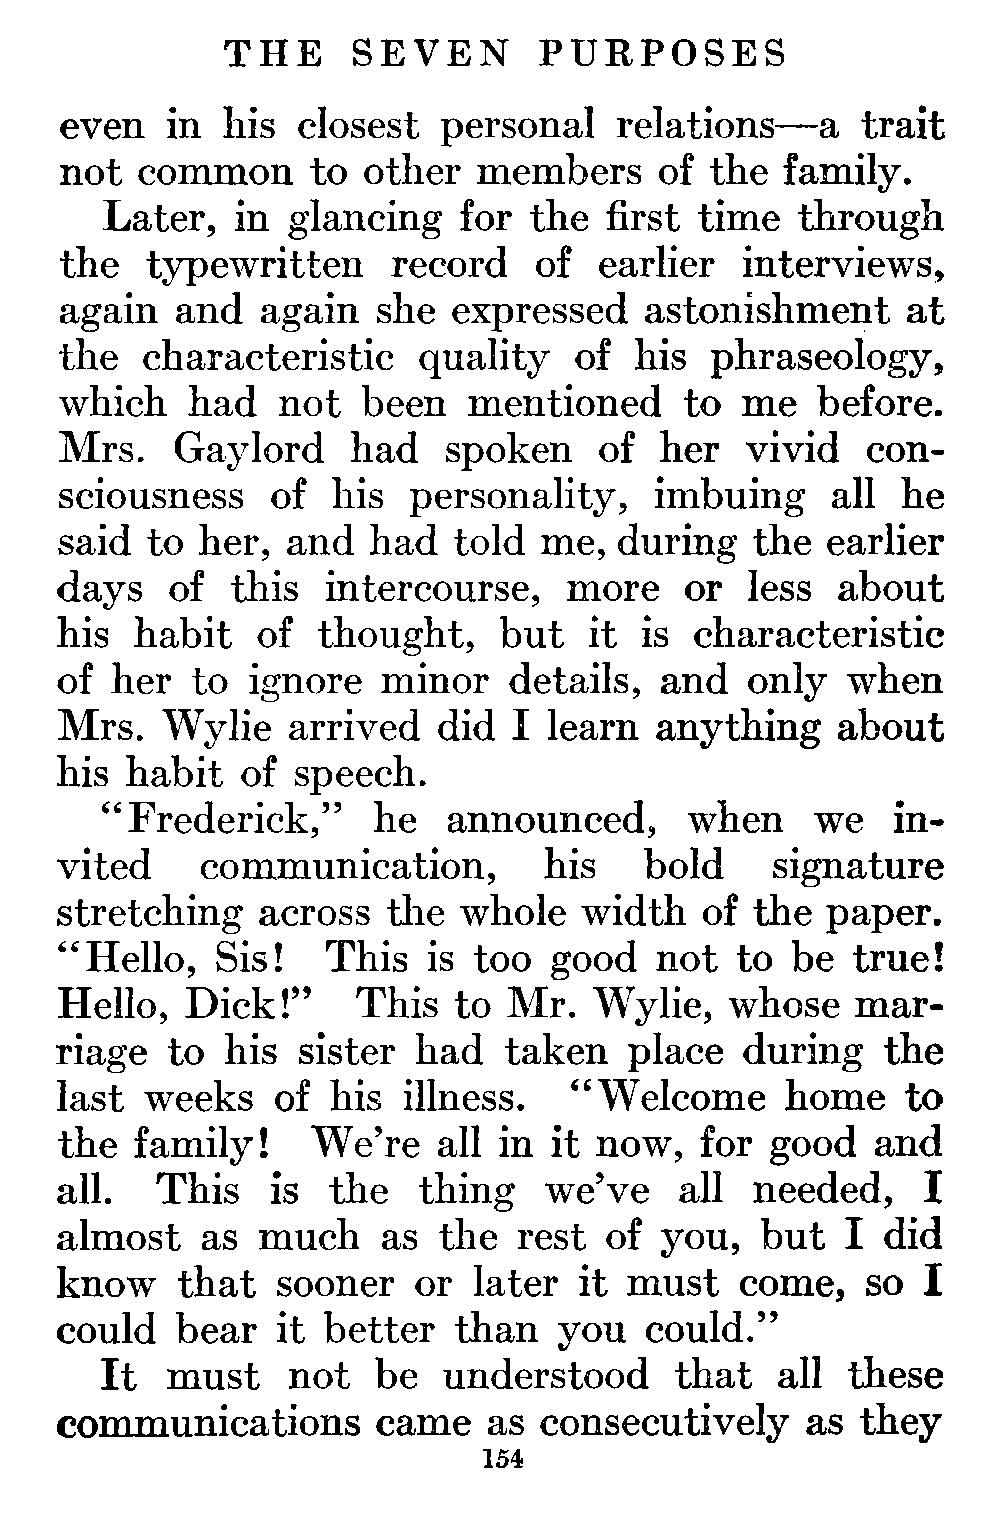 THE SEVEN PURPOSES
even in his closest personal relations—a trait
not common to other members of the family.
Later, in glancing for the first time through
the typewritten record of earlier interviews,
again and again she expressed astonishment at
the characteristic quality of his phraseology,
which had not been mentioned to me before.
Mrs. Gaylord had spoken of her vivid con-
sciousness of his personality, imbuing all he
said to her, and had told me, during the earlier
days of this intercourse, more or less about
his habit of thought, but it is characteristic
of her to ignore minor details, and only when
Mrs. Wylie arrived did I learn anything about
his habit of speech.
“Frederick,” he announced, when we in-
vited communication, his bold signature
stretching across the whole width of the paper.
“Hello, Sis! This is too good not to be true!
Hello, Dick!” This to Mr. Wylie, whose mar-
riage to his sister had taken place during the
last weeks of his illness. “Welcome home to
the family! We’re all in it now, for good and
all. This is the thing we’ve all needed, I
almost as much as the rest of you, but I did
know that sooner or later it must come, so I
could bear it better than you could.”
It must not be understood that all these
communications came as consecutively as they
154